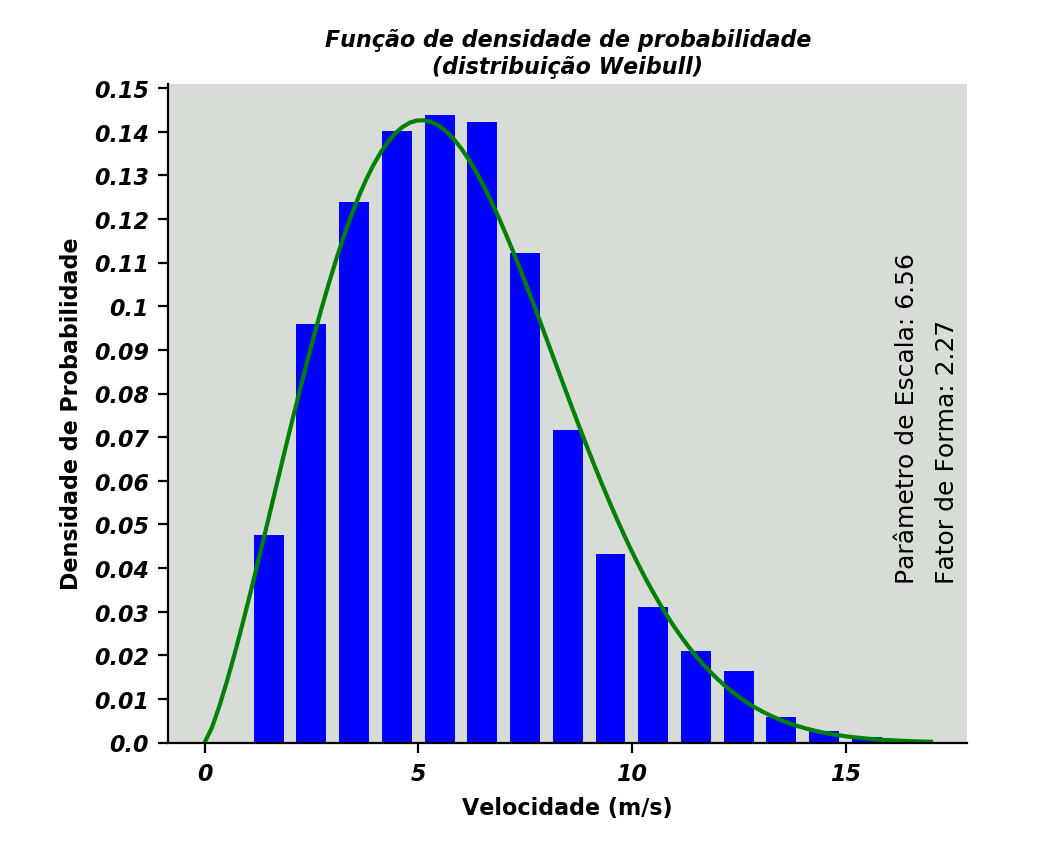 Função de densidade de probabilidade
(distribuição Weibull)
Densidade de Probabilidade
0.15
0.14
0.13
0.12
0.11
0.1
0.09
0.08
0.07
0.06
0.05
0.04
0.03
0.02
0.01
0.0
Parâmetro de Escala: 6.56
Fator de Forma: 2.27
0 5 10 15
Velocidade (m/s)